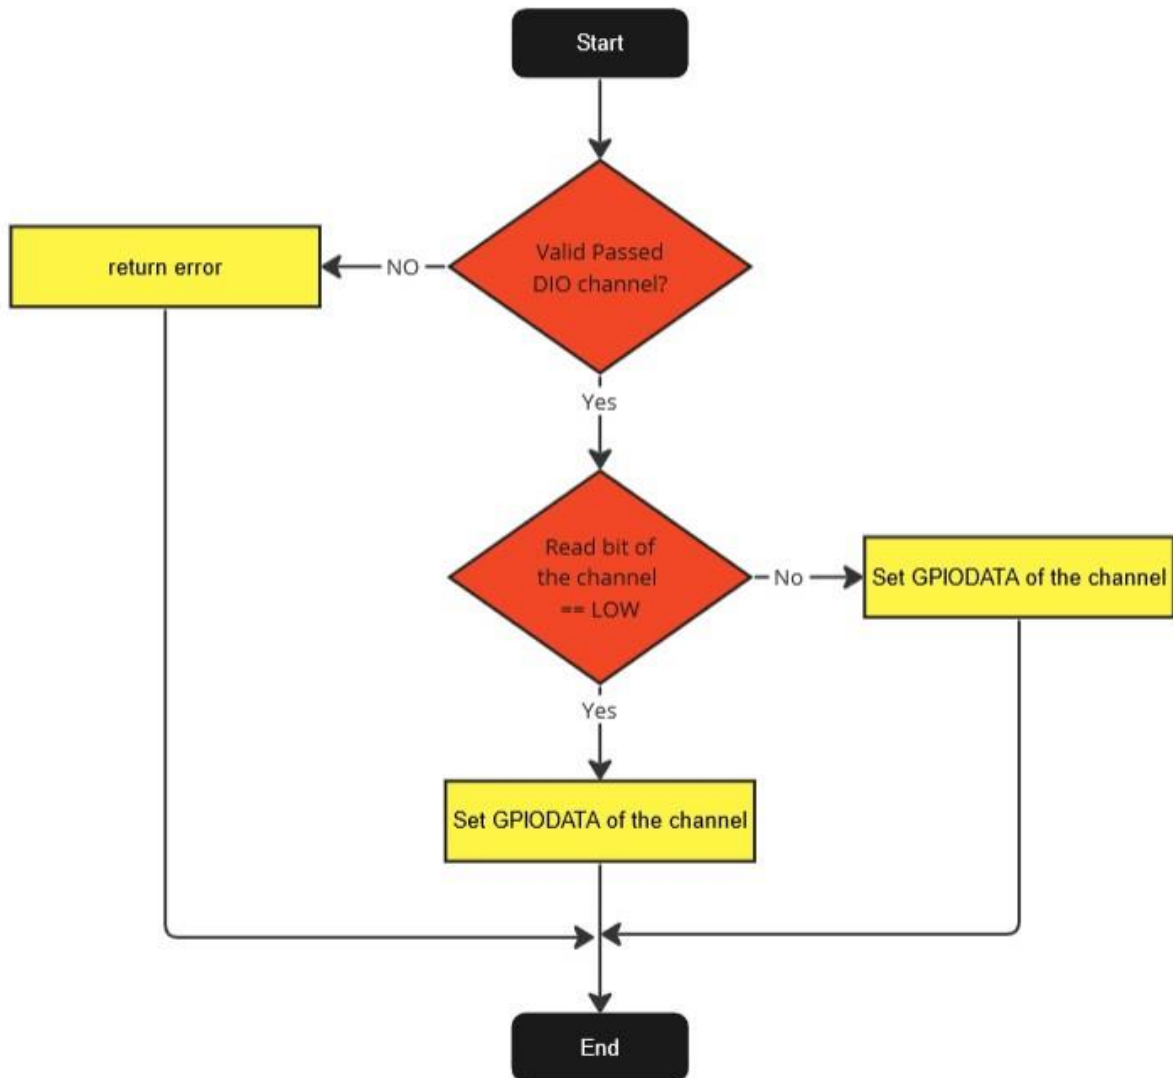 Start
Valid Passed
DIO channel?
NO
return error
Yes
Read bit of
the channel
== LOW
No
Set GPIODATA of the channel
Yes
Set GPIODATA of the channel
End